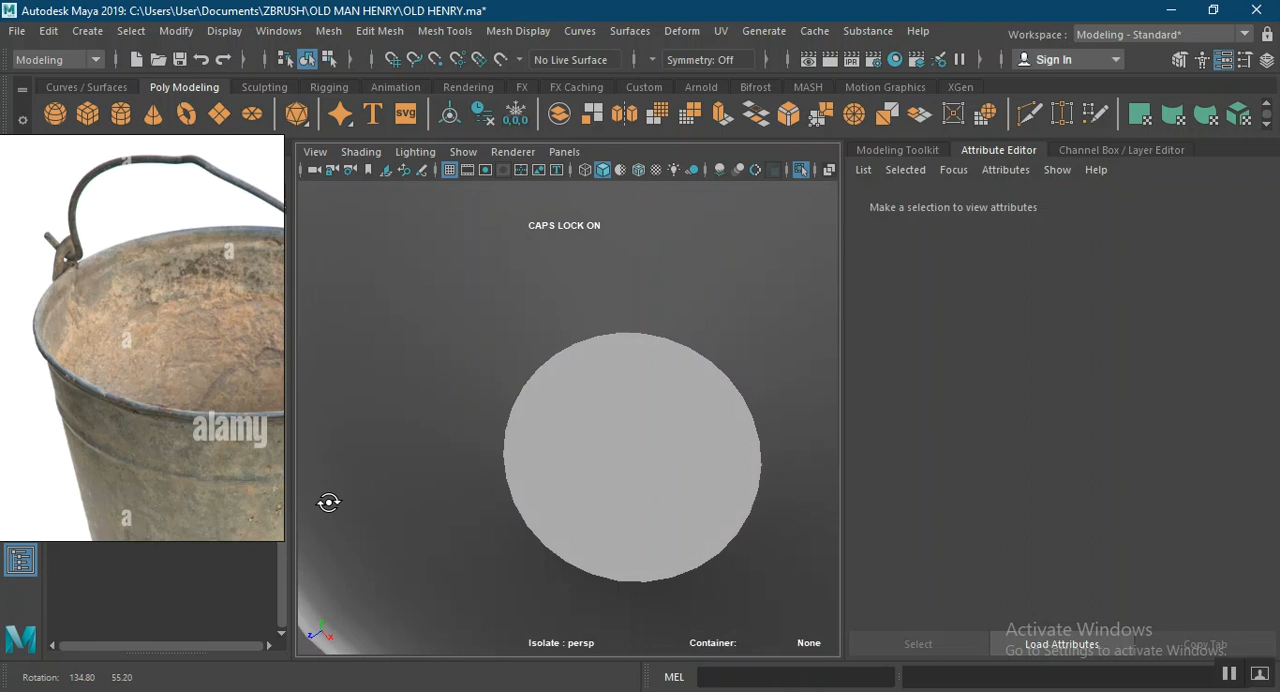 Autodesk Maya 2019: C:\Users\User\Documents\ZBRUSH\OLD MAN HENRY\OLD HENRY.ma*
File Edit Create Select Modify Display Windows Mesh Edit Mesh Mesh Tools Mesh Display Curves Surfaces Deform UV Generate Cache Substance Help
Workspace : Modeling - Standard*
Modeling No Live Surface Symmetry: Off Sign In
Curves / Surfaces Poly Modeling Sculpting Rigging Animation Rendering FX FX Caching Custom Arnold Bifrost MASH Motion Graphics XGen
T SVG 0,0,0
View Shading Lighting Show Renderer Panels
Modeling Toolkit Attribute Editor Channel Box / Layer Editor
List Selected Focus Attributes Show Help
Make a selection to view attributes
CAPS LOCK ON
a
a
a
alamy
a
z y x
Isolate : persp Container: None
Select Load Attributes Copy Tab
Activate Windows
Go to Settings to activate Windows.
Rotation: 134.80 55.20
MEL